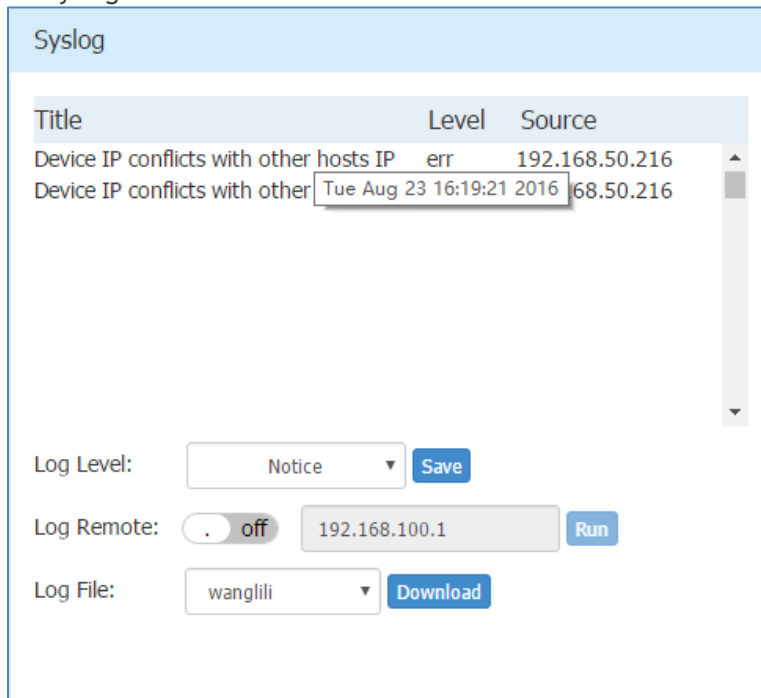 Syslog
Title Level Source
Device IP conflicts with other hosts IP err 192.168.50.216
Device IP conflicts with other Tue Aug 23 16:19:21 2016 68.50.216
Log Level: Notice Save
Log Remote: . off 192.168.100.1 Run
Log File: wanglili Download